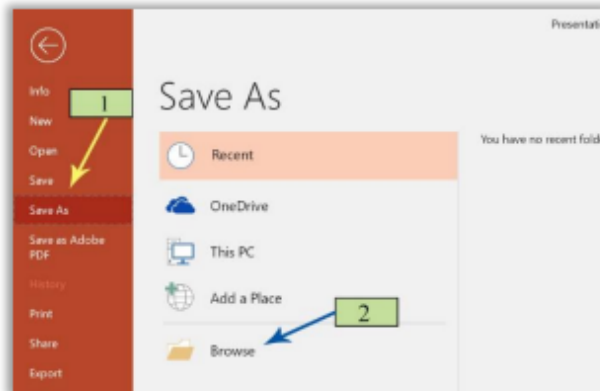 Presentati
Info
1
New
Open
Save
Save As
Save as Adobe
PDF
History
Print
Share
Export
Save As
Recent
OneDrive
This PC
Add a Place
2
Browse
You have no recent folde